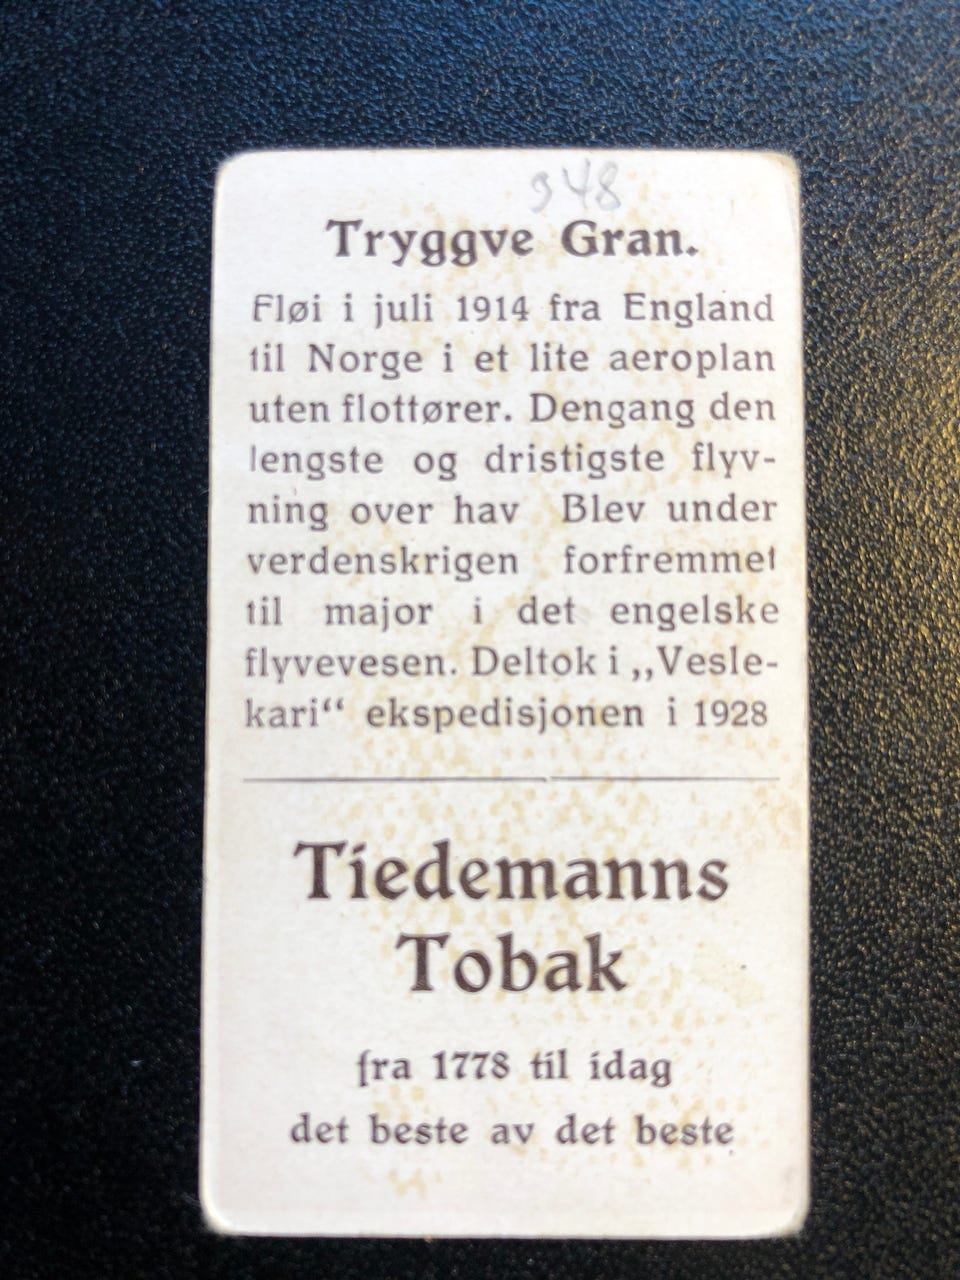 948
Tryggve Gran.
Fløi i juli 1914 fra England
til Norge i et lite aeroplan
uten flottører. Dengang den
lengste og dristigste flyv-
ning over hav Blev under
verdenskrigen forfremmet
til major i det engelske
flyvevesen. Deltok i „Vesle-
kari“ ekspedisjonen i 1928
Tiedemanns
Tobak
fra 1778 til idag
det beste av det beste